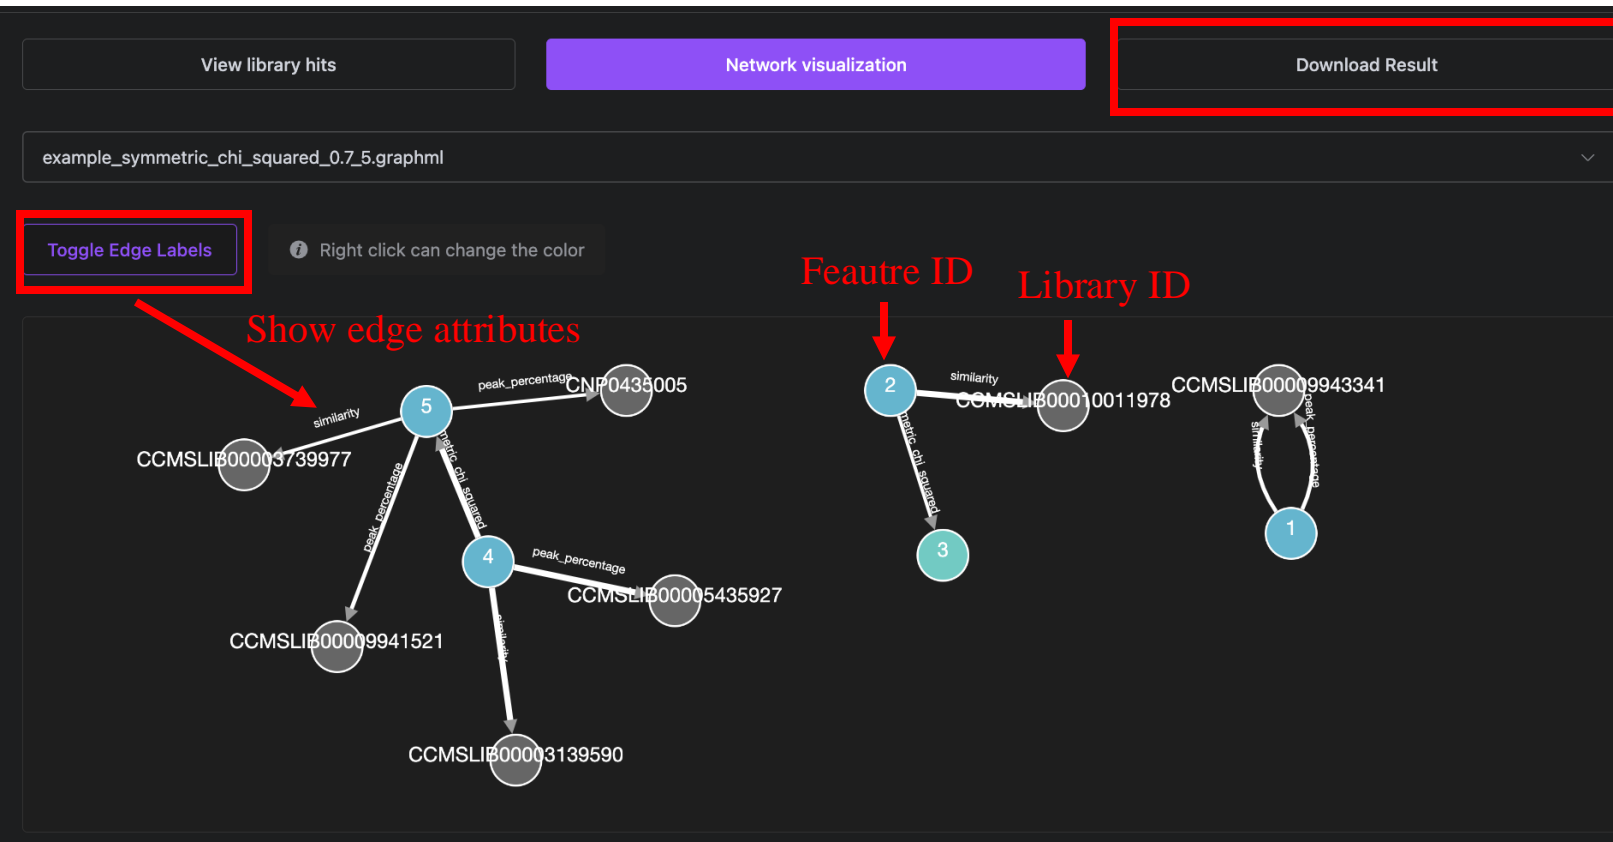 View library hits
Network visualization
Download Result
example_symmetric_chi_squared_0.7_5.graphml
Toggle Edge Labels
Right click can change the color
Feautre ID
Library ID
Show edge attributes
peak_percentage
CNP0435005
5
similarity
CCMSLIB00003739977
metric_chi_squared
peak_percentage
4
peak_percentage
CCMSLIB00005435927
CCMSLIB00009941521
similarity
CCMSLIB00003139590
2
similarity
CCMSLIB00010011978
metric_chi_squared
3
CCMSLIB00009943341
similarity
peak_percentage
1